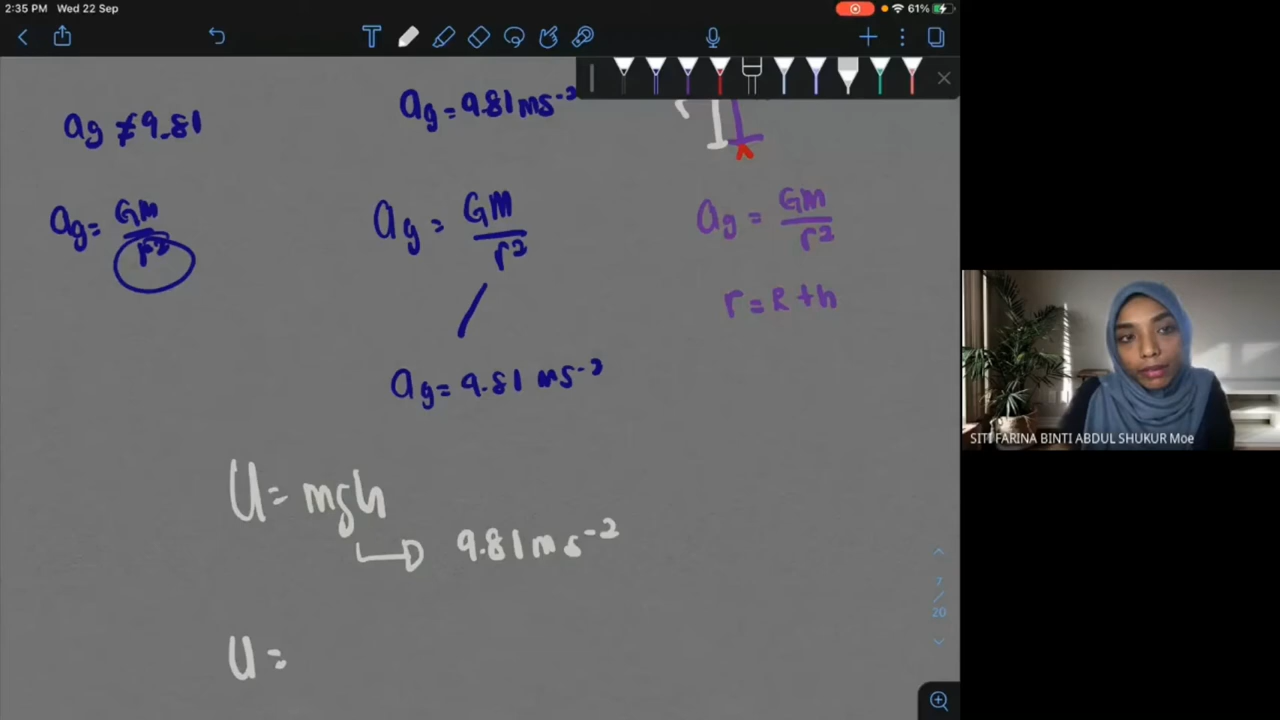 2:35 PM Wed 22 Sep
61%
ag ≠ 9.81
ag = 9.81 ms⁻²
ag = GM/r²
ag = GM/r²
ag = GM/r²
r = R + h
ag = 9.81 ms⁻²
U = mgh
9.81 ms⁻²
U =
7
/
20
SITI FARINA BINTI ABDUL SHUKUR Moe